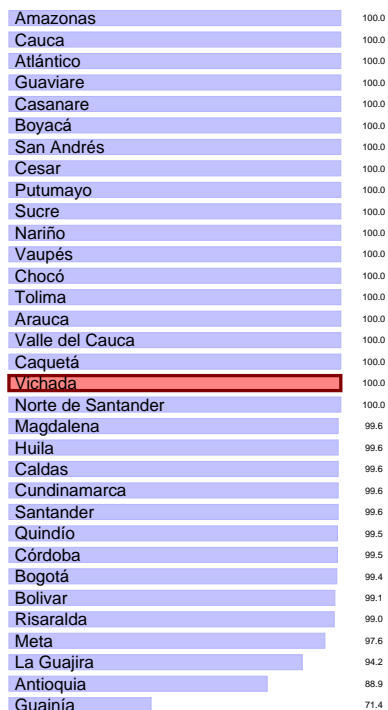 Amazonas 100.0
Cauca 100.0
Atlántico 100.0
Guaviare 100.0
Casanare 100.0
Boyacá 100.0
San Andrés 100.0
Cesar 100.0
Putumayo 100.0
Sucre 100.0
Nariño 100.0
Vaupés 100.0
Chocó 100.0
Tolima 100.0
Arauca 100.0
Valle del Cauca 100.0
Caquetá 100.0
Vichada 100.0
Norte de Santander 100.0
Magdalena 99.6
Huila 99.6
Caldas 99.6
Cundinamarca 99.6
Santander 99.6
Quindío 99.5
Córdoba 99.5
Bogotá 99.4
Bolivar 99.1
Risaralda 99.0
Meta 97.6
La Guajira 94.2
Antioquia 88.9
Guainía 71.4